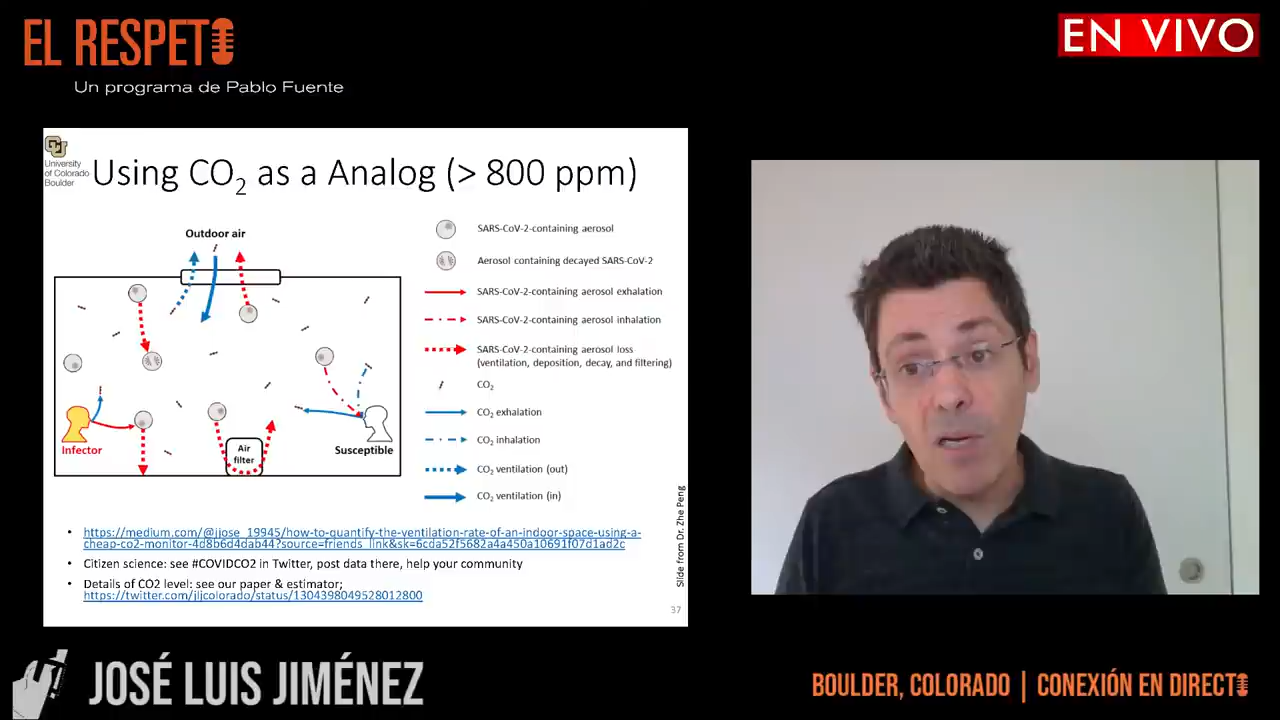 EL RESPETO
Un programa de Pablo Fuente
EN VIVO
University
of Colorado
Boulder
Using CO2 as a Analog (> 800 ppm)
Outdoor air
Infector
Air
filter
Susceptible
SARS-CoV-2-containing aerosol
Aerosol containing decayed SARS-CoV-2
SARS-CoV-2-containing aerosol exhalation
SARS-CoV-2-containing aerosol inhalation
SARS-CoV-2-containing aerosol loss
(ventilation, deposition, decay, and filtering)
CO2
CO2 exhalation
CO2 inhalation
CO2 ventilation (out)
CO2 ventilation (in)
Slide from Dr. Zhe Peng
• https://medium.com/@jjose_19945/how-to-quantify-the-ventilation-rate-of-an-indoor-space-using-a-
cheap-co2-monitor-4d8b6d4dab44?source=friends_link&sk=6cda52f5682a4a450a10691f07d1ad2c
• Citizen science: see #COVIDCO2 in Twitter, post data there, help your community
• Details of CO2 level: see our paper & estimator;
https://twitter.com/jljcolorado/status/1304398049528012800
37
JOSÉ LUIS JIMÉNEZ
BOULDER, COLORADO | CONEXIÓN EN DIRECTO